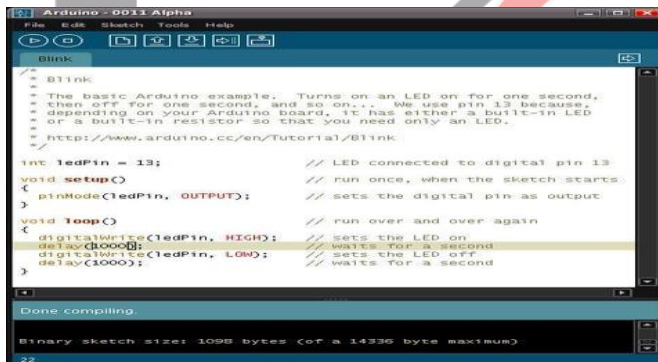 Arduino - 0011 Alpha
File Edit Sketch Tools Help
Blink
/*
 * Blink
 *
 * The basic Arduino example. Turns on an LED on for one second,
 * then off for one second, and so on... We use pin 13 because,
 * depending on your Arduino board, it has either a built-in LED
 * or a built-in resistor so that you need only an LED.
 *
 * http://www.arduino.cc/en/Tutorial/Blink
 */
int ledPin = 13; // LED connected to digital pin 13
void setup() // run once, when the sketch starts
{
pinMode(ledPin, OUTPUT); // sets the digital pin as output
}
void loop() // run over and over again
{
digitalWrite(ledPin, HIGH); // sets the LED on
delay(1000); // waits for a second
digitalWrite(ledPin, LOW); // sets the LED off
delay(1000); // waits for a second
}
Done compiling.
Binary sketch size: 1098 bytes (of a 14336 byte maximum)
22